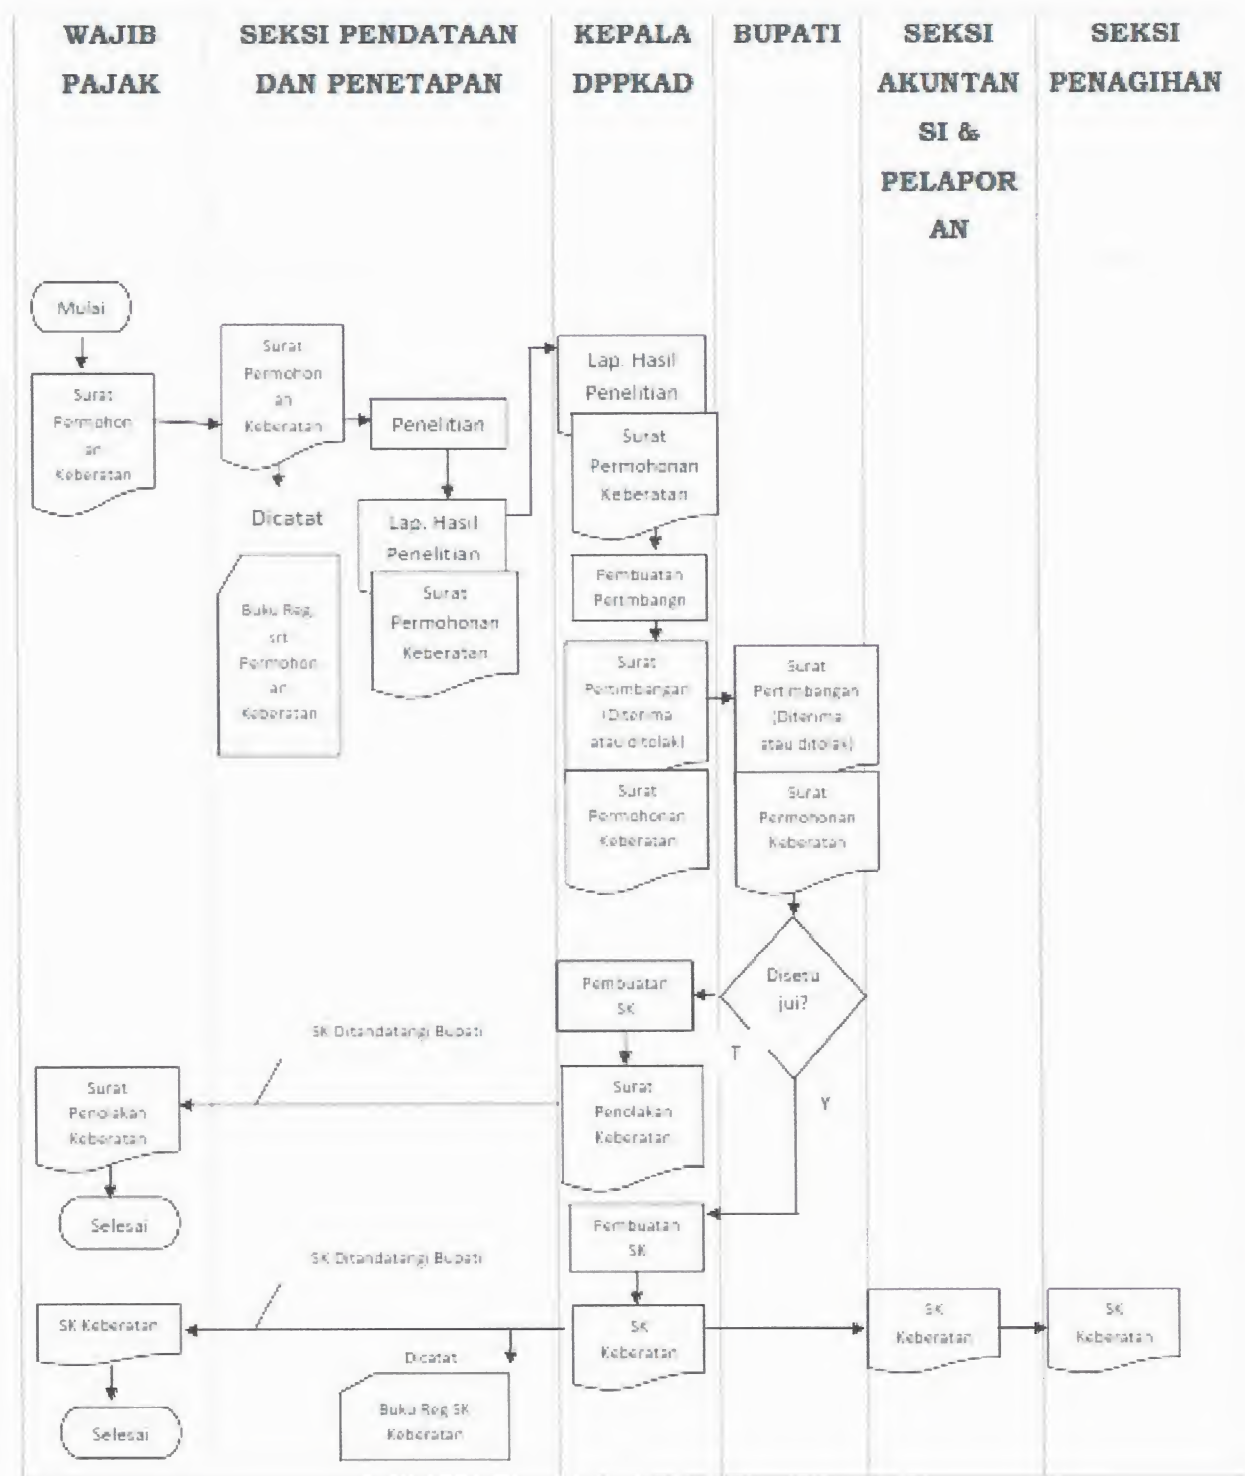 WAJIB
PAJAK
SEKSI PENDATAAN
DAN PENETAPAN
KEPALA
DPPKAD
BUPATI
SEKSI
AKUNTAN
SI &
PELAPOR
AN
SEKSI
PENAGIHAN
Mulai
Surat
Permohon
an
Keberatan
Surat
Permohon
an
Keberatan
Dicatat
Buku Reg.
srt
Permohon
an
Keberatan
Penelitian
Lap. Hasil
Penelitian
Surat
Permohonan
Keberatan
Lap. Hasil
Penelitian
Surat
Permohonan
Keberatan
Pembuatan
Pertimbangn
Surat
Pertimbangan
(Diterima
atau ditolak)
Surat
Permohonan
Keberatan
Surat
Pertimbangan
(Diterima
atau ditolak)
Surat
Permohonan
Keberatan
Disetu
jui?
T
Y
Pembuatan
SK
SK Ditandatangi Bupati
Surat
Penolakan
Keberatan
Surat
Penolakan
Keberatan
Selesai
Pembuatan
SK
SK Ditandatangi Bupati
SK Keberatan
SK
Keberatan
SK
Keberatan
SK
Keberatan
Dicatat
Buku Reg SK
Keberatan
Selesai